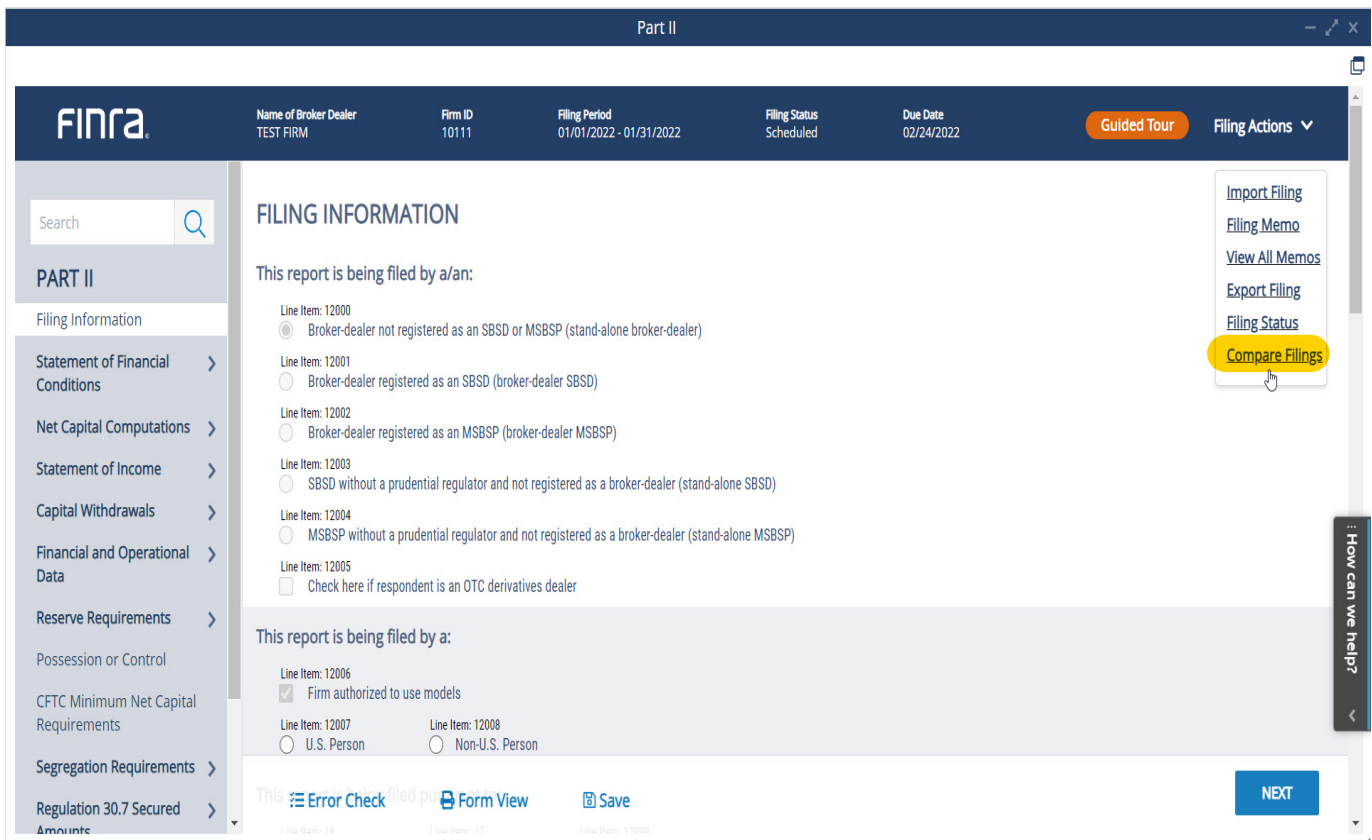 Part II
FINRA
Name of Broker Dealer
TEST FIRM
Firm ID
10111
Filing Period
01/01/2022 - 01/31/2022
Filing Status
Scheduled
Due Date
02/24/2022
Guided Tour
Filing Actions
Import Filing
Filing Memo
View All Memos
Export Filing
Filing Status
Compare Filings
Search
PART II
Filing Information
Statement of Financial
Conditions
Net Capital Computations
Statement of Income
Capital Withdrawals
Financial and Operational
Data
Reserve Requirements
Possession or Control
CFTC Minimum Net Capital
Requirements
Segregation Requirements
Regulation 30.7 Secured
Amounts
FILING INFORMATION
This report is being filed by a/an:
Line Item: 12000
Broker-dealer not registered as an SBSD or MSBSP (stand-alone broker-dealer)
Line Item: 12001
Broker-dealer registered as an SBSD (broker-dealer SBSD)
Line Item: 12002
Broker-dealer registered as an MSBSP (broker-dealer MSBSP)
Line Item: 12003
SBSD without a prudential regulator and not registered as a broker-dealer (stand-alone SBSD)
Line Item: 12004
MSBSP without a prudential regulator and not registered as a broker-dealer (stand-alone MSBSP)
Line Item: 12005
Check here if respondent is an OTC derivatives dealer
This report is being filed by a:
Line Item: 12006
Firm authorized to use models
Line Item: 12007 Line Item: 12008
U.S. Person Non-U.S. Person
Error Check Form View Save
NEXT
Line Item: 16 Line Item: 17 Line Item: 12999
How can we help?